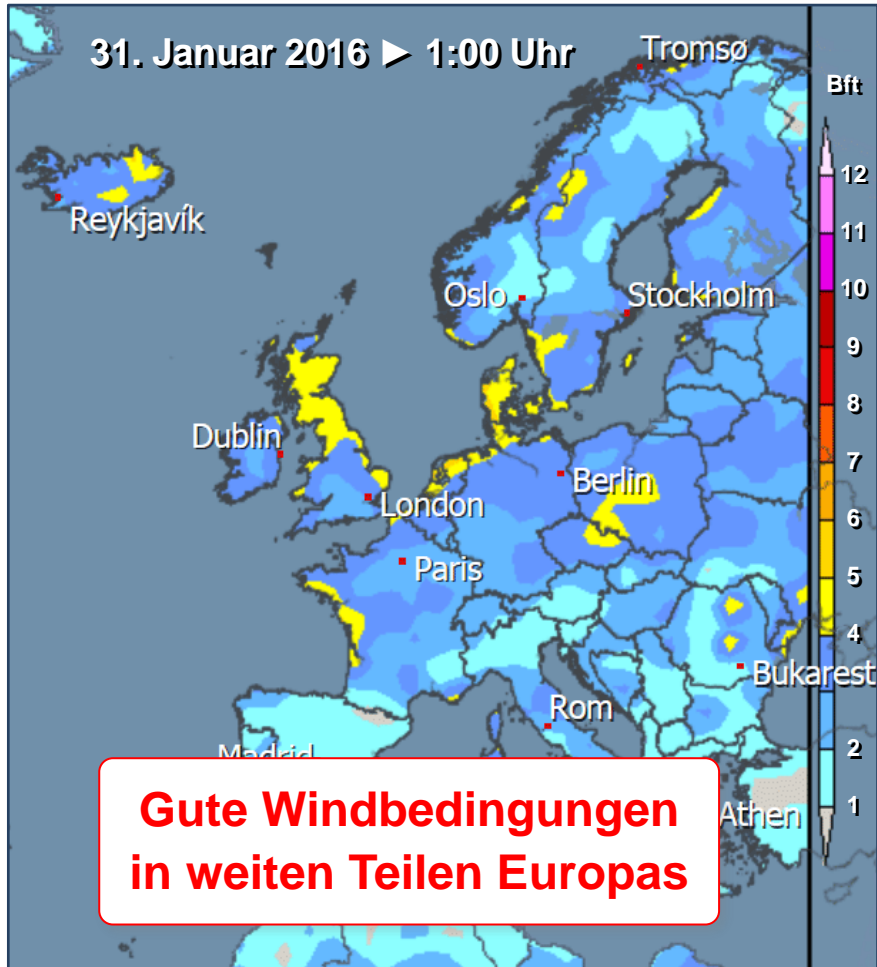 31. Januar 2016 ► 1:00 Uhr
Tromsø
Bft
12
Reykjavík
11
Oslo
Stockholm
10
9
8
Dublin
7
Berlin
London
6
Paris
5
4
Bukarest
Rom
2
Madrid
1
Athen
Gute Windbedingungen
in weiten Teilen Europas